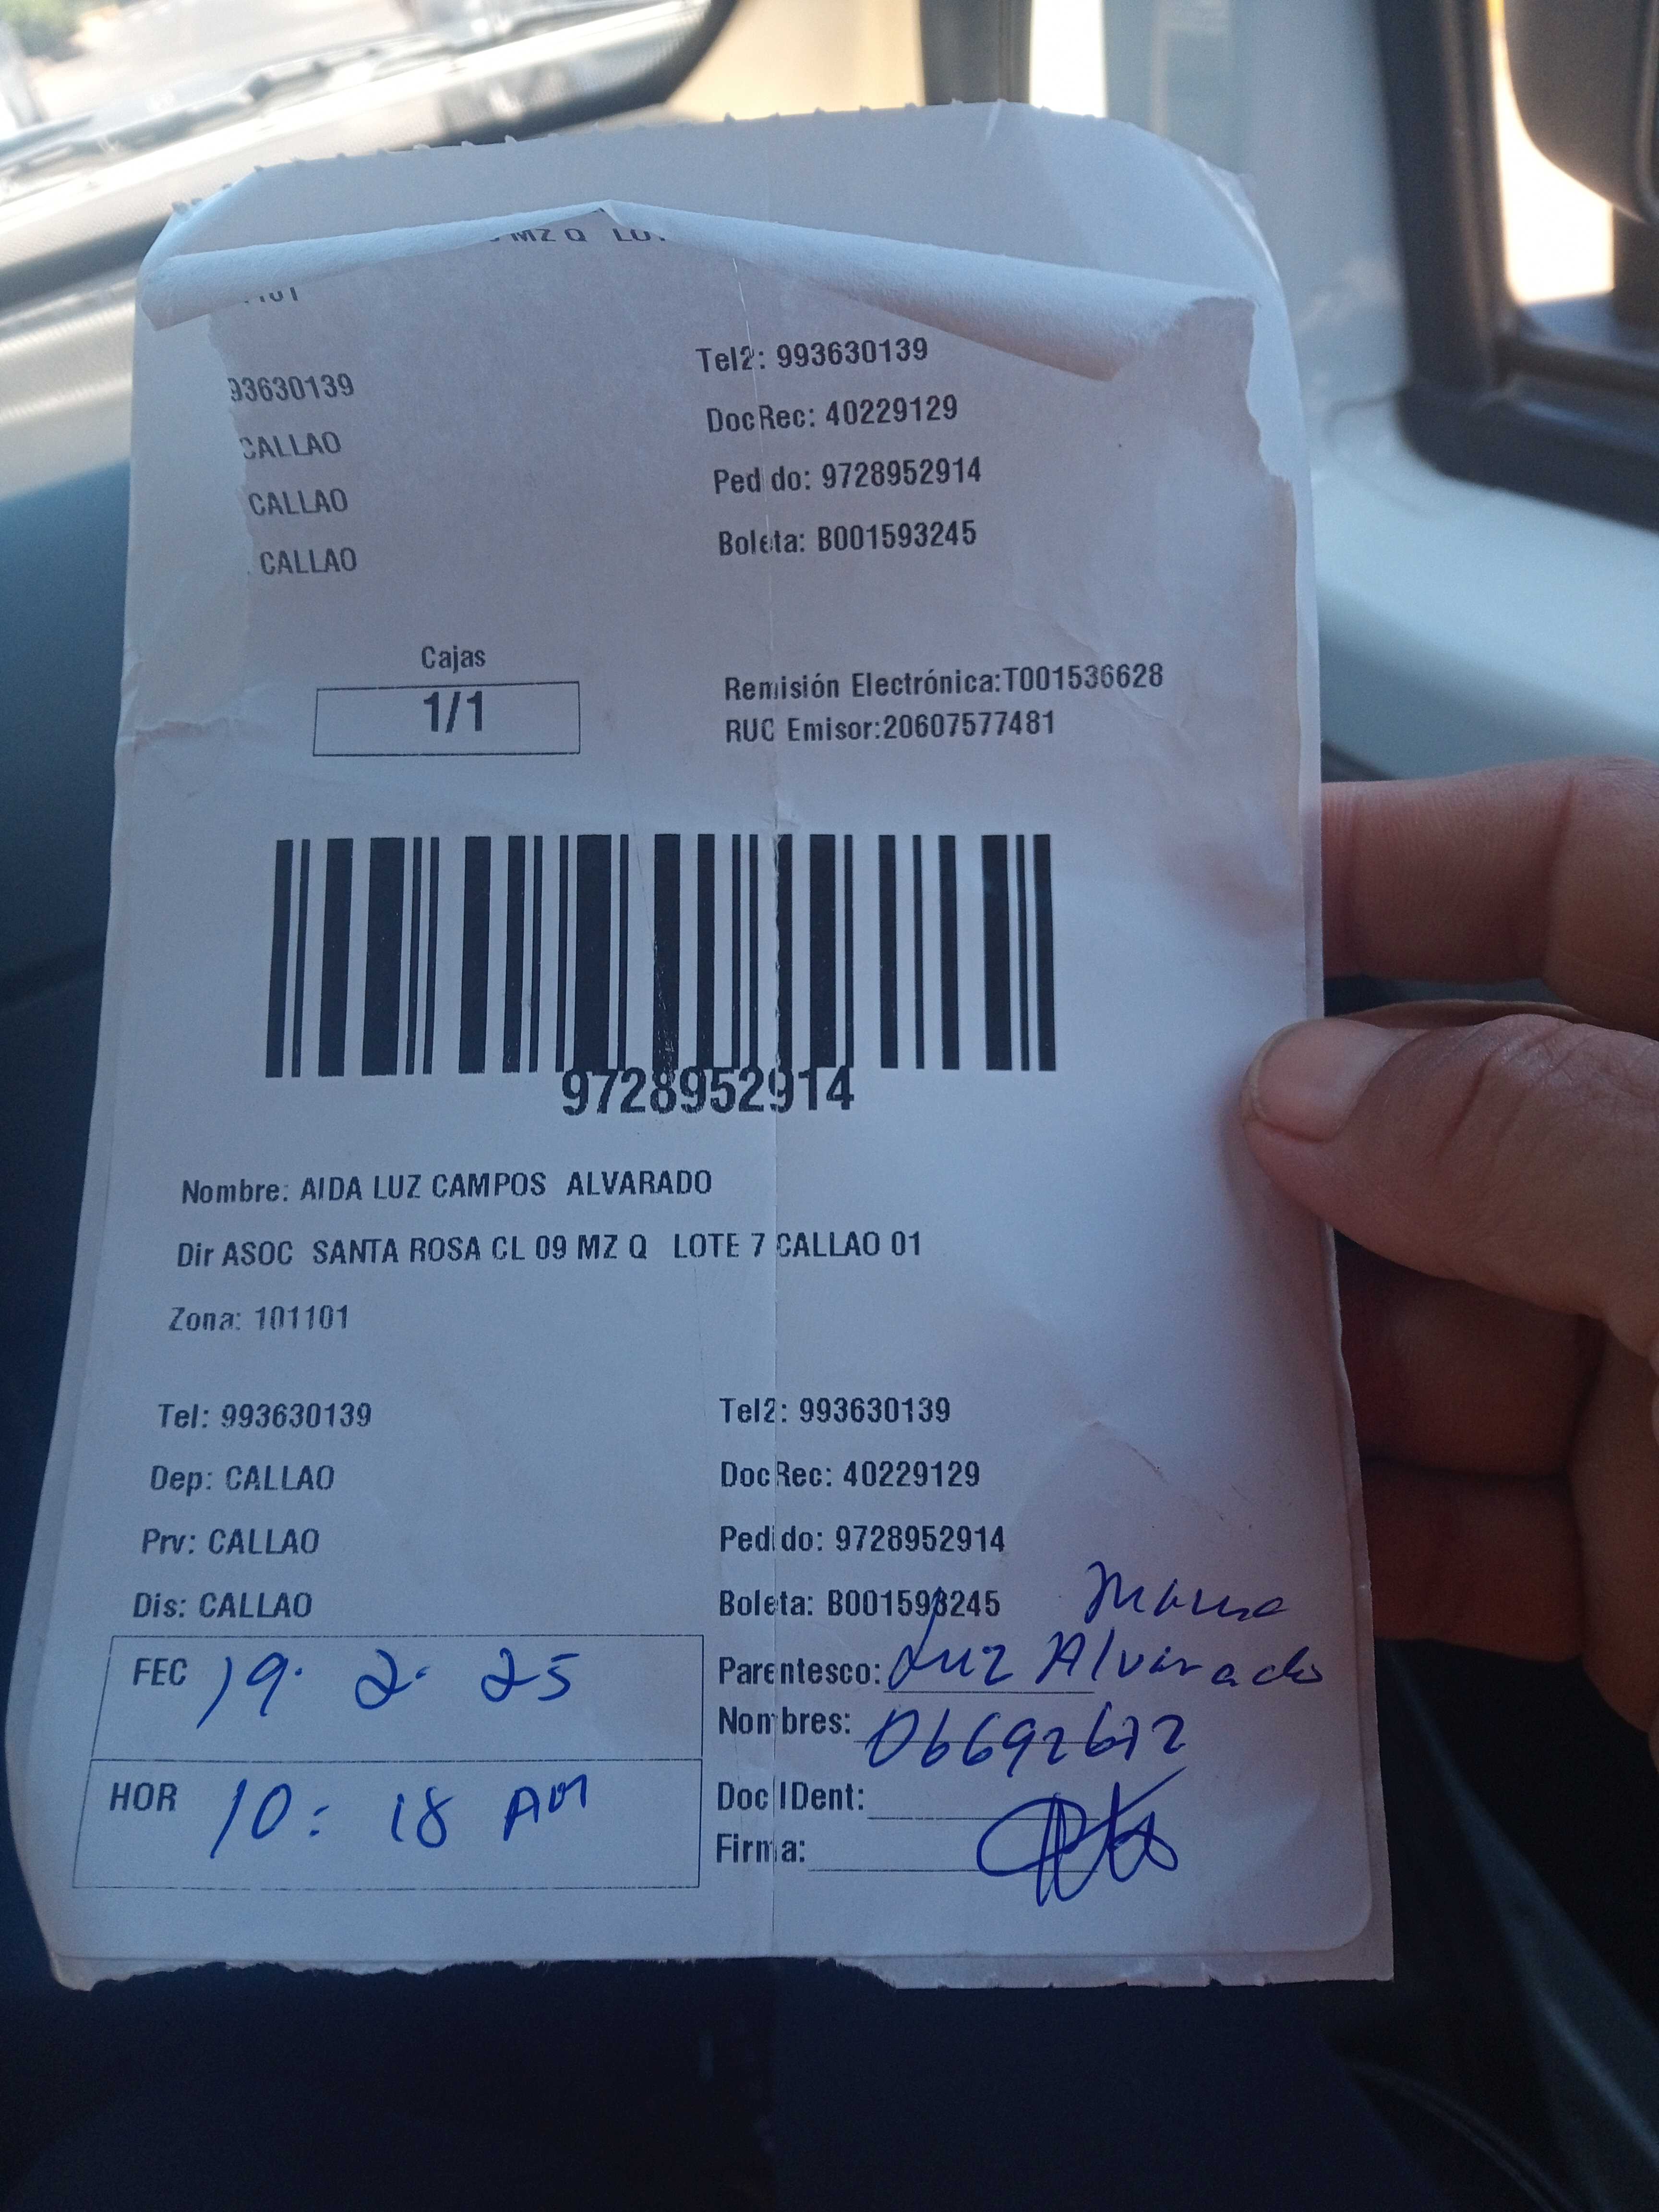 MZ Q
93630139
Tel2: 993630139
CALLAO
DocRec: 40229129
CALLAO
Pedido: 9728952914
CALLAO
Boleta: B001593245
Cajas
1/1
Remisión Electrónica:T001536628
RUC Emisor:20607577481
9728952914
Nombre: AIDA LUZ CAMPOS ALVARADO
Dir ASOC SANTA ROSA CL 09 MZ Q LOTE 7 CALLAO 01
Zona: 101101
Tel: 993630139
Tel2: 993630139
Dep: CALLAO
DocRec: 40229129
Prv: CALLAO
Pedido: 9728952914
Dis: CALLAO
Boleta: B001593245
FEC 19. 2. 25
Parentesco: Luz Alvarado
Nombres:
HOR 10: 18 AM
Doc IDent:
Firma: